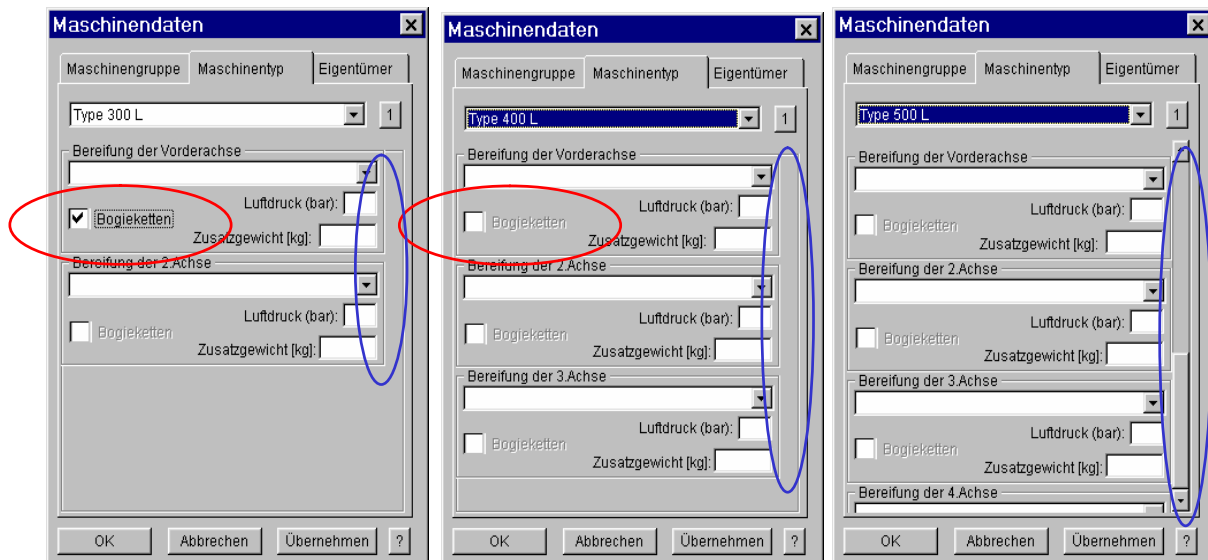 Maschinendaten
Maschinengruppe Maschinentyp Eigentümer
Type 300 L 1
Bereifung der Vorderachse
Luftdruck (bar):
Bogieketten
Zusatzgewicht [kg]:
Bereifung der 2.Achse
Luftdruck (bar):
Bogieketten
Zusatzgewicht [kg]:
OK Abbrechen Übernehmen ?
Maschinendaten
Maschinengruppe Maschinentyp Eigentümer
Type 400 L 1
Bereifung der Vorderachse
Luftdruck (bar):
Bogieketten
Zusatzgewicht [kg]:
Bereifung der 2.Achse
Luftdruck (bar):
Bogieketten
Zusatzgewicht [kg]:
Bereifung der 3.Achse
Luftdruck (bar):
Bogieketten
Zusatzgewicht [kg]:
OK Abbrechen Übernehmen ?
Maschinendaten
Maschinengruppe Maschinentyp Eigentümer
Type 500 L 1
Bereifung der Vorderachse
Luftdruck (bar):
Bogieketten
Zusatzgewicht [kg]:
Bereifung der 2.Achse
Luftdruck (bar):
Bogieketten
Zusatzgewicht [kg]:
Bereifung der 3.Achse
Luftdruck (bar):
Bogieketten
Zusatzgewicht [kg]:
Bereifung der 4.Achse
OK Abbrechen Übernehmen ?